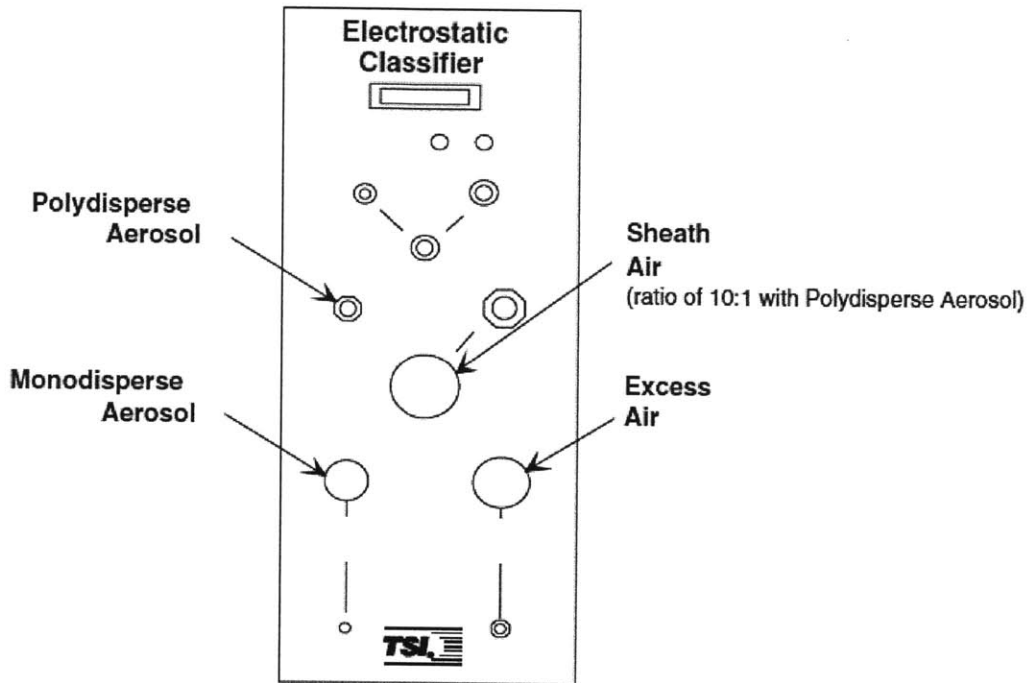 Electrostatic
Classifier
Polydisperse
Aerosol
Sheath
Air
(ratio of 10:1 with Polydisperse Aerosol)
Monodisperse
Aerosol
Excess
Air
TSI